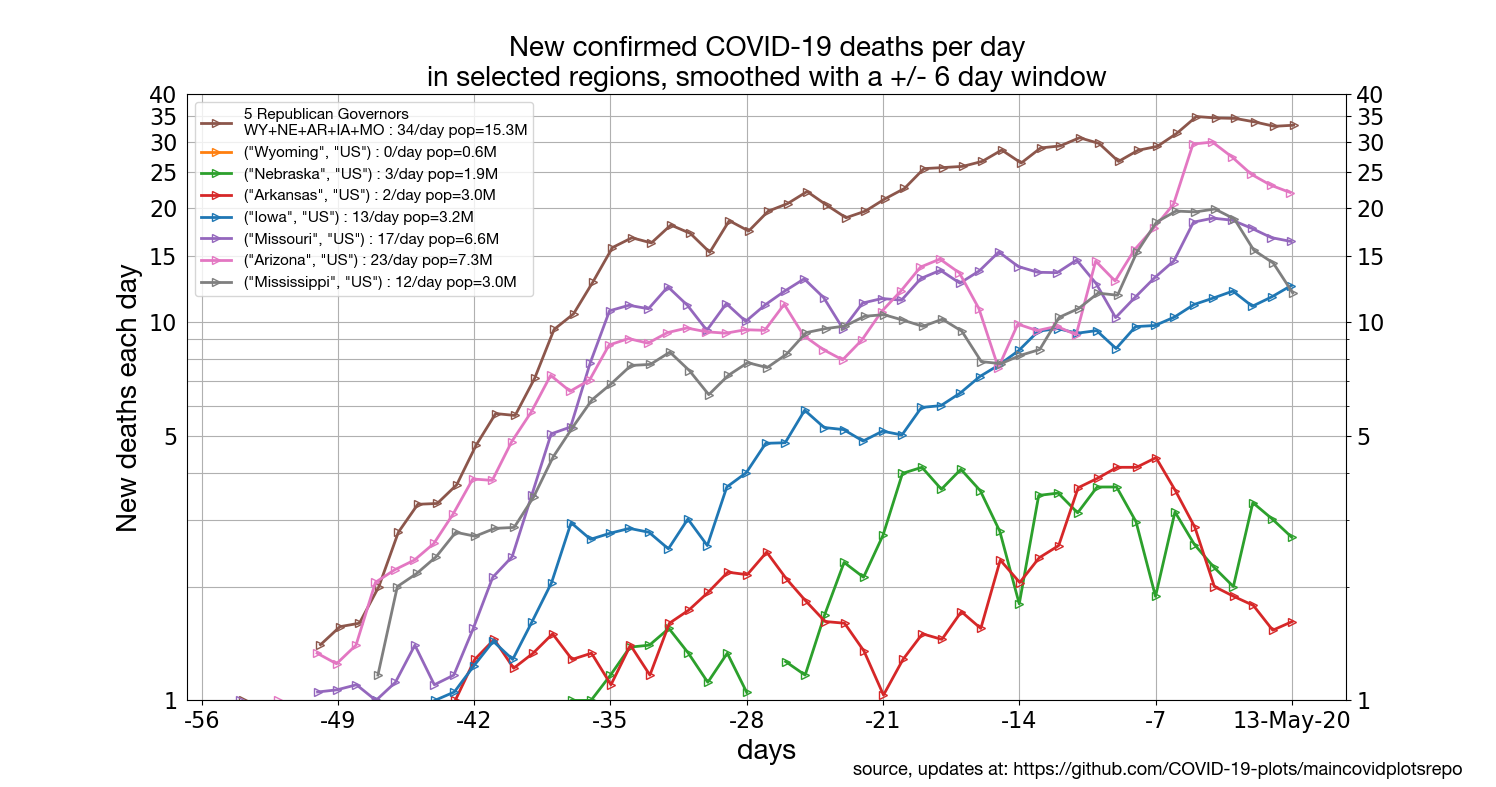 New confirmed COVID-19 deaths per day
in selected regions, smoothed with a +/- 6 day window
40
35
30
25
20
15
10
5
1
New deaths each day
5 Republican Governors
WY+NE+AR+IA+MO : 34/day pop=15.3M
("Wyoming", "US") : 0/day pop=0.6M
("Nebraska", "US") : 3/day pop=1.9M
("Arkansas", "US") : 2/day pop=3.0M
("Iowa", "US") : 13/day pop=3.2M
("Missouri", "US") : 17/day pop=6.6M
("Arizona", "US") : 23/day pop=7.3M
("Mississippi", "US") : 12/day pop=3.0M
40
35
30
25
20
15
10
5
1
-56 -49 -42 -35 -28 -21 -14 -7 13-May-20
days
source, updates at: https://github.com/COVID-19-plots/maincovidplotsrepo